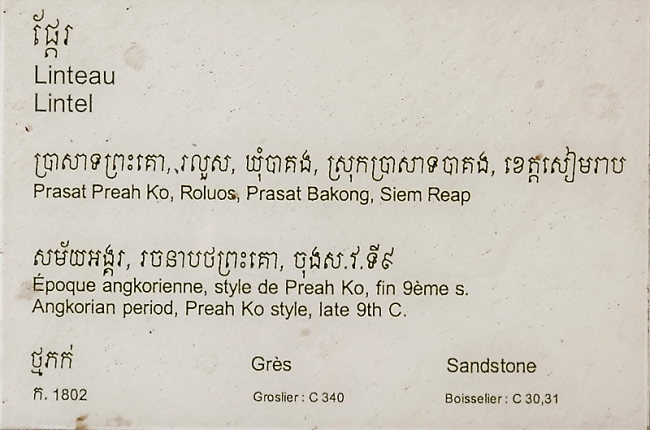 ផ្តែរ
Linteau
Lintel
ប្រាសាទព្រះគោ, រលួស, ឃុំបាគង, ស្រុកប្រាសាទបាគង, ខេត្តសៀមរាប
Prasat Preah Ko, Roluos, Prasat Bakong, Siem Reap
សម័យអង្គរ, រចនាបថព្រះគោ, ចុងស.វ.ទី៩
Époque angkorienne, style de Preah Ko, fin 9ème s.
Angkorian period, Preah Ko style, late 9th C.
ថ្មភក់ Grès Sandstone
ក. 1802 Groslier : C 340 Boisselier : C 30,31